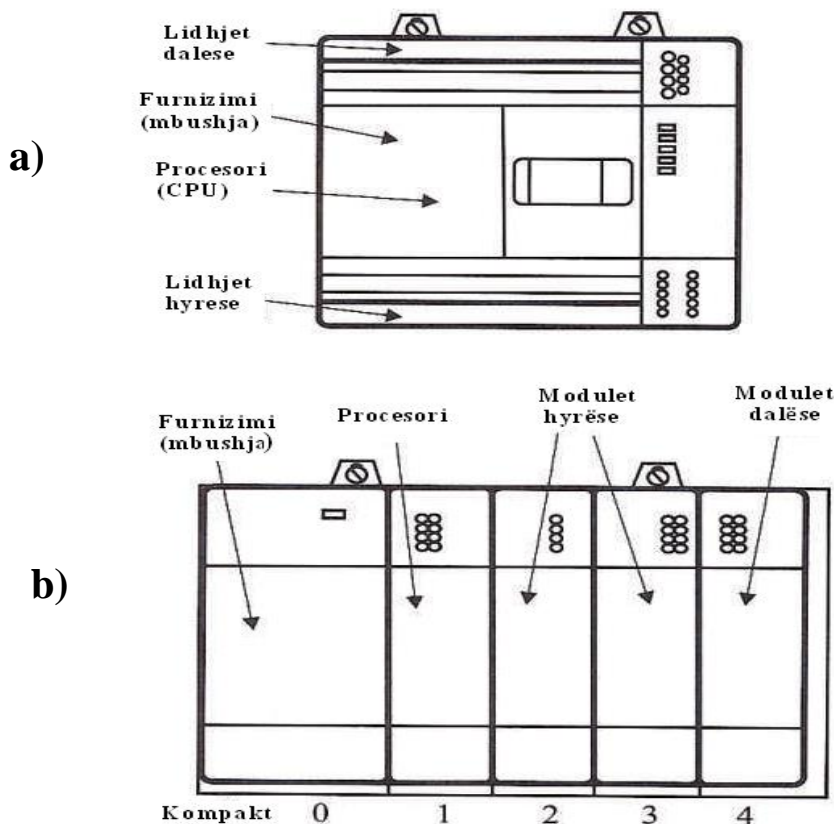 a)
Lidhjet
dalese
Furnizimi
(mbushja)
Procesori
(CPU)
Lidhjet
hyrese
b)
Furnizimi
(mbushja)
Procesori
Modulet
hyrëse
Modulet
dalëse
Kompakt 0 1 2 3 4